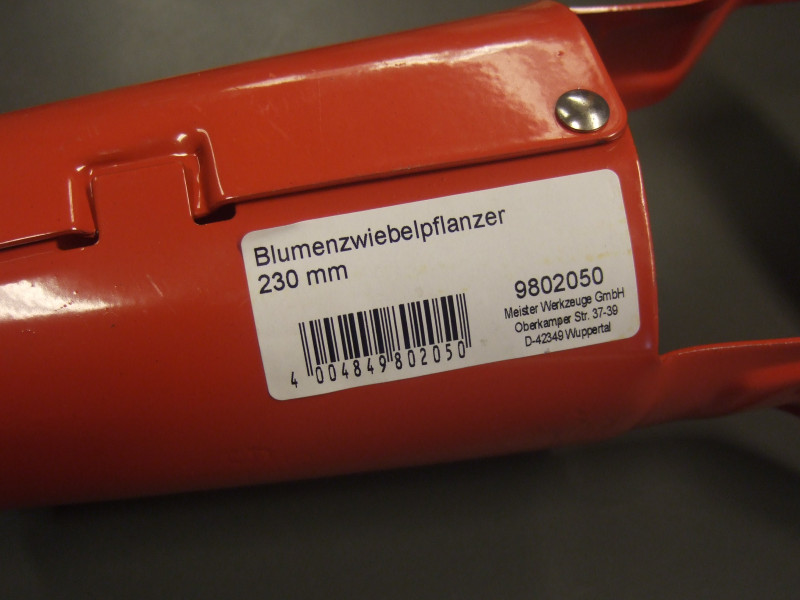 Blumenzwiebelpflanzer
230 mm
9802050
Meister Werkzeuge GmbH
Oberkamper Str. 37-39
D-42349 Wuppertal
4 004849 802050